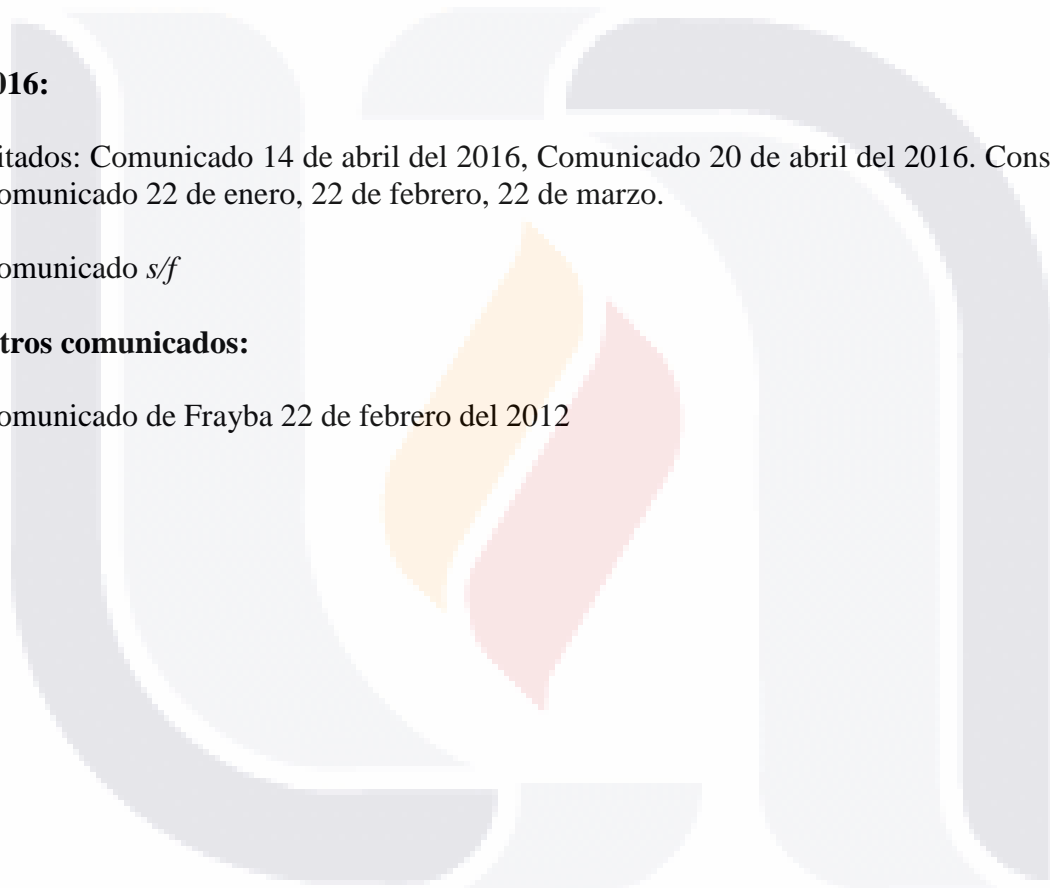 016:
itados: Comunicado 14 de abril del 2016, Comunicado 20 de abril del 2016. Cons
omunicado 22 de enero, 22 de febrero, 22 de marzo.
omunicado s/f
tros comunicados:
omunicado de Frayba 22 de febrero del 2012